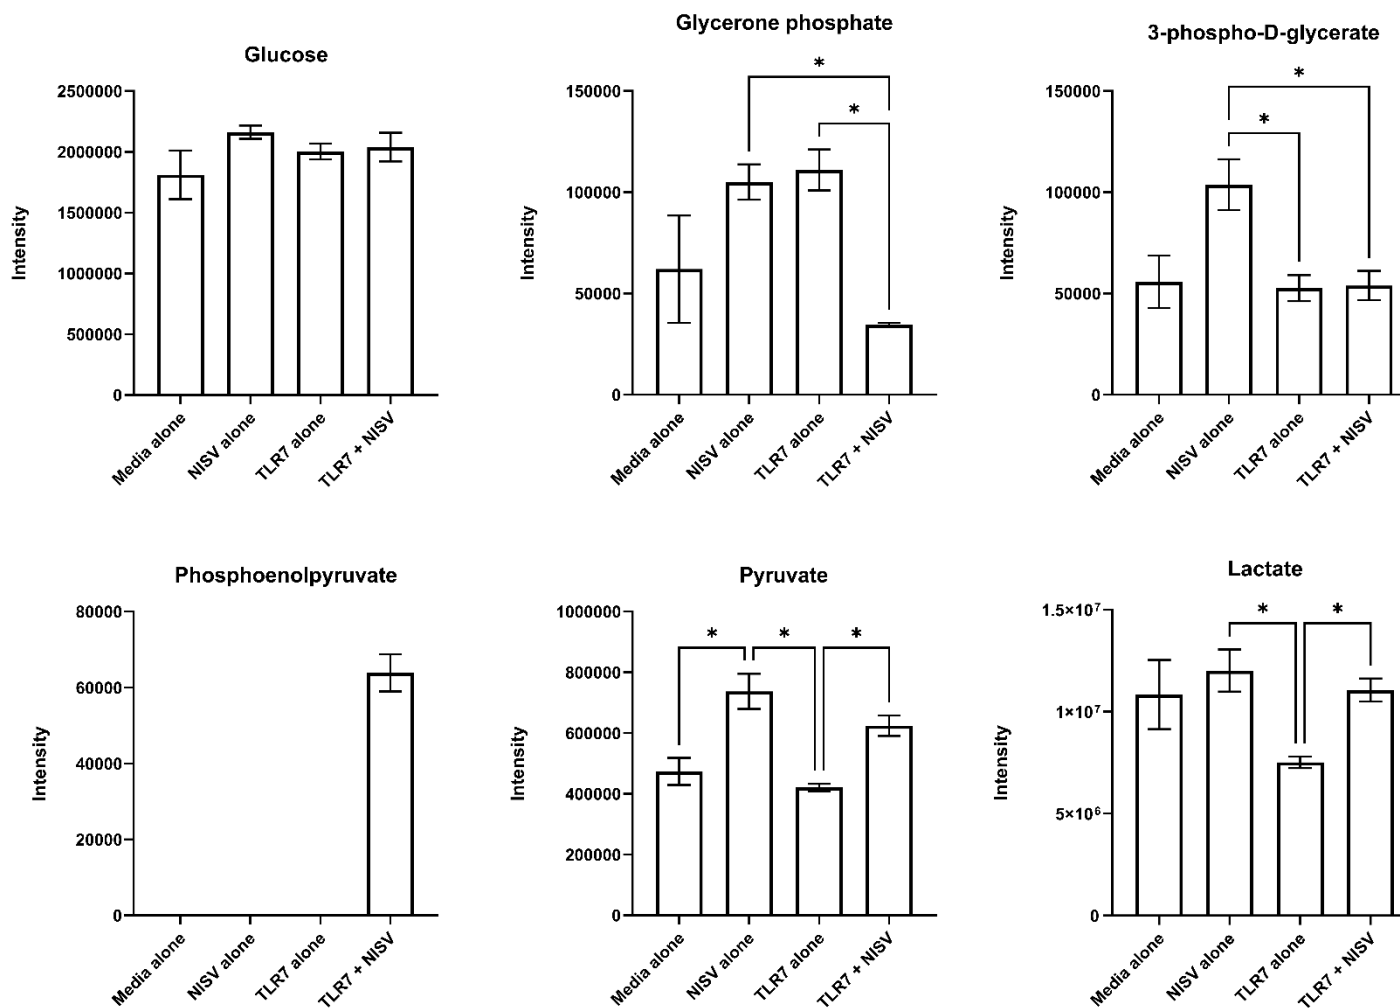 Glucose
Intensity
2500000
2000000
1500000
1000000
500000
0
Media alone
NISV alone
TLR7 alone
TLR7 + NISV
Glycerone phosphate
Intensity
150000
100000
50000
0
*
*
Media alone
NISV alone
TLR7 alone
TLR7 + NISV
3-phospho-D-glycerate
Intensity
150000
100000
50000
0
*
*
Media alone
NISV alone
TLR7 alone
TLR7 + NISV
Phosphoenolpyruvate
Intensity
80000
60000
40000
20000
0
Media alone
NISV alone
TLR7 alone
TLR7 + NISV
Pyruvate
Intensity
1000000
800000
600000
400000
200000
0
* * *
Media alone
NISV alone
TLR7 alone
TLR7 + NISV
Lactate
Intensity
1.5×10⁷
1×10⁷
5×10⁶
0
* *
Media alone
NISV alone
TLR7 alone
TLR7 + NISV